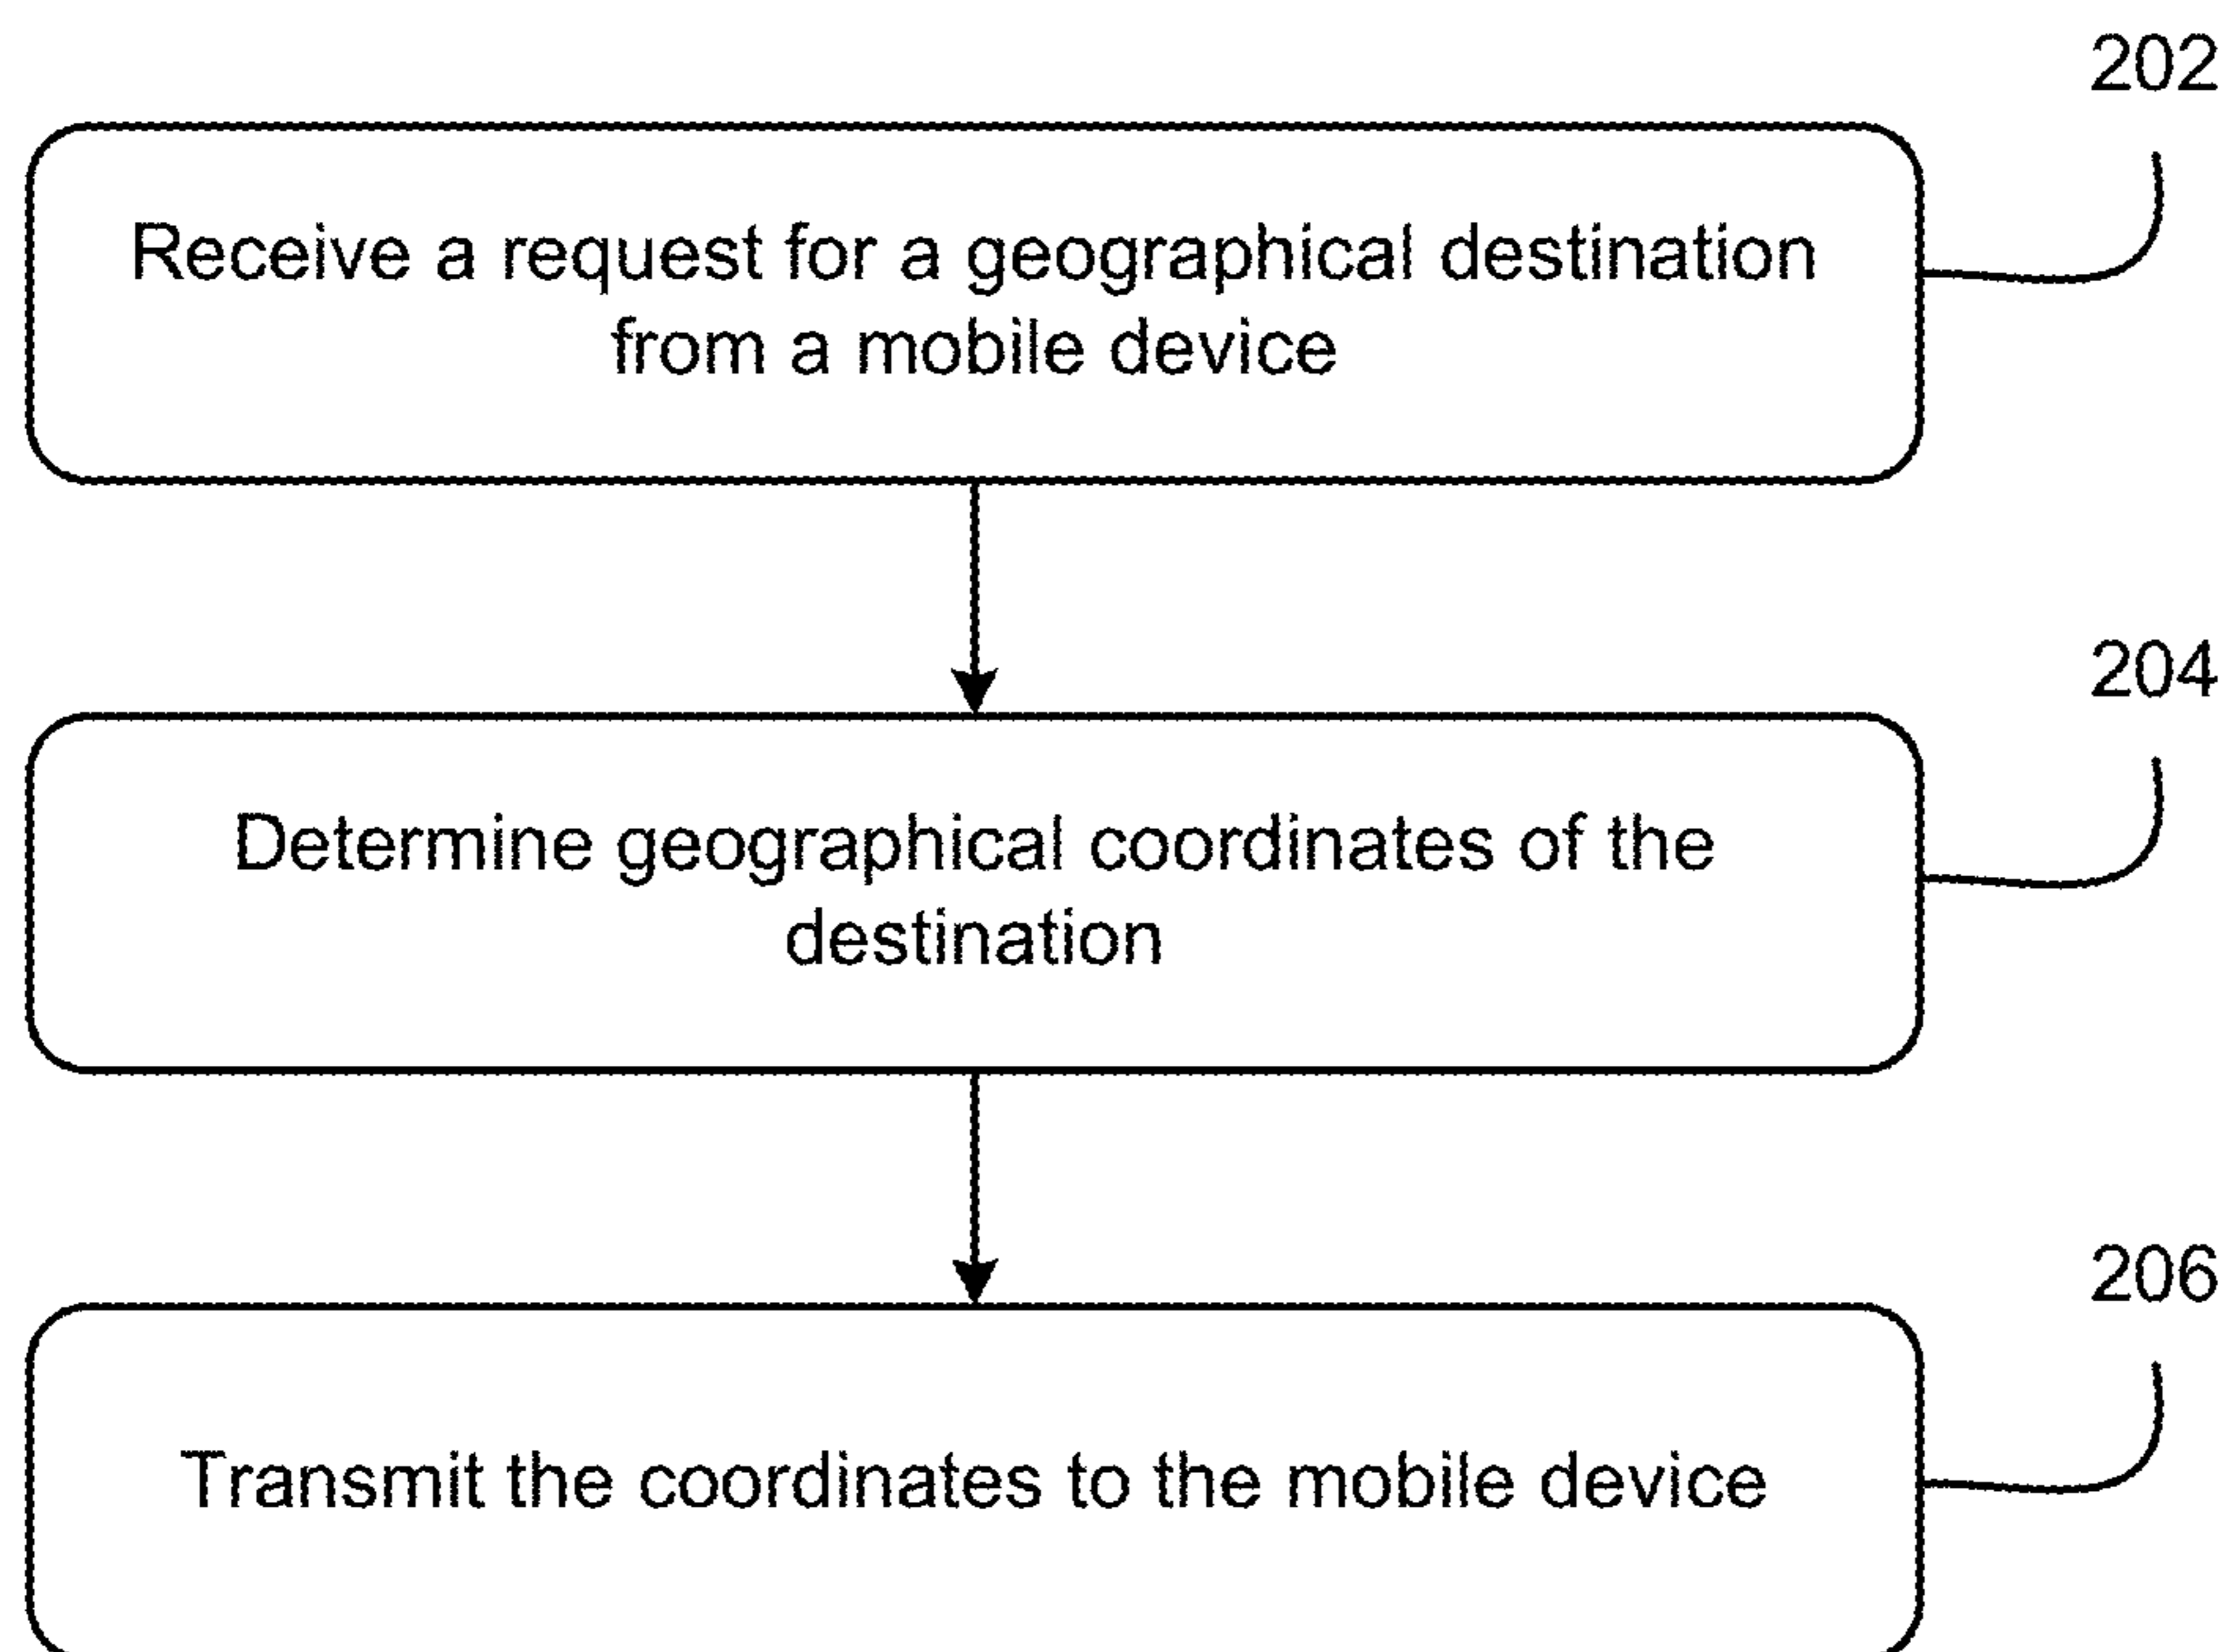 202
Receive a request for a geographical destination
from a mobile device
204
Determine geographical coordinates of the
destination
206
Transmit the coordinates to the mobile device